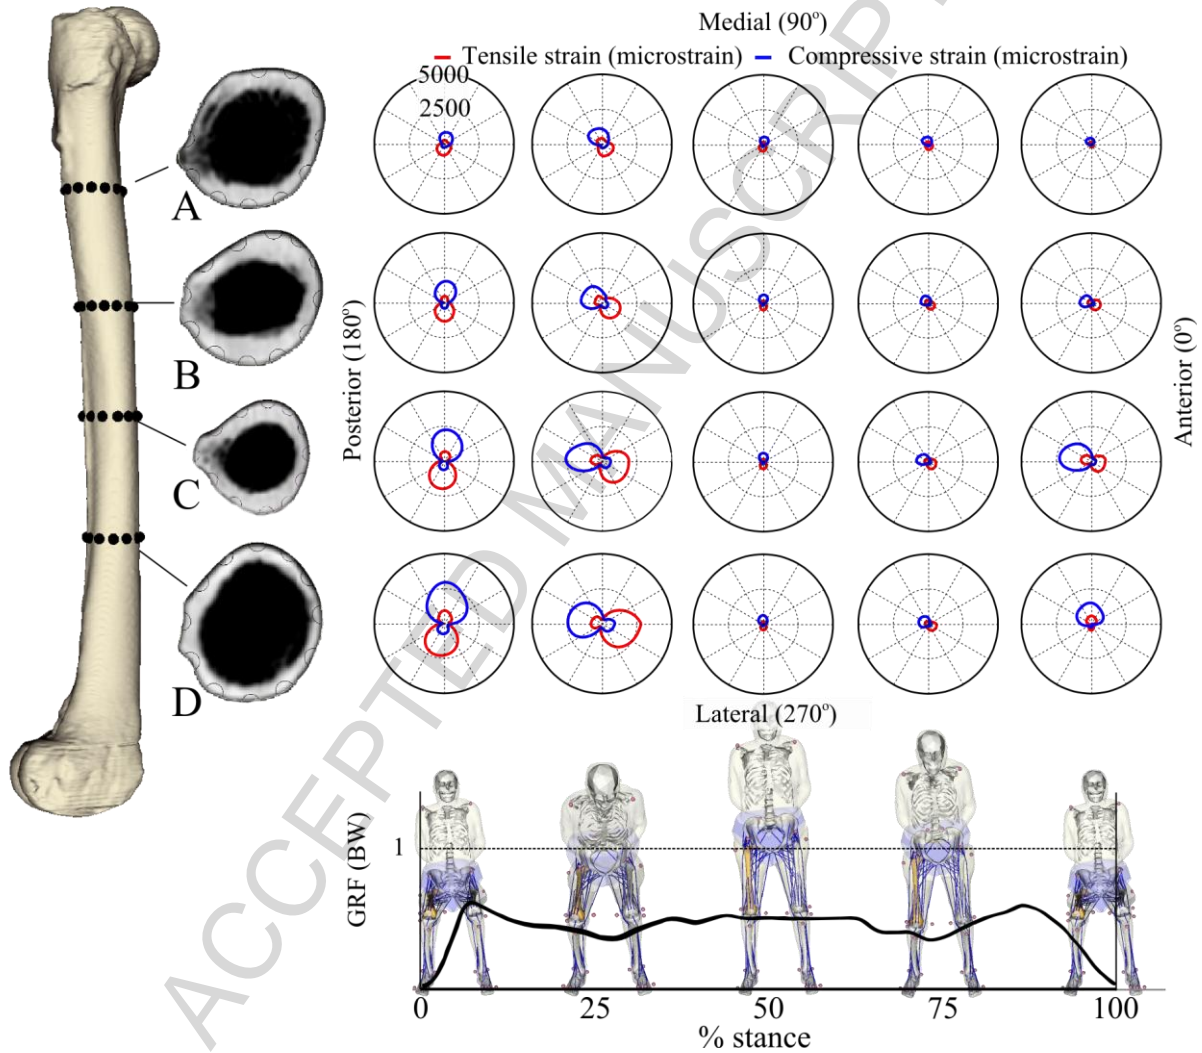 Medial (90°)
Tensile strain (microstrain) Compressive strain (microstrain)
5000
2500
A
B
C
D
Posterior (180°)
Anterior (0°)
Lateral (270°)
GRF (BW)
1
0 25 50 75 100
% stance
ACCEPTED MANUSCRIP